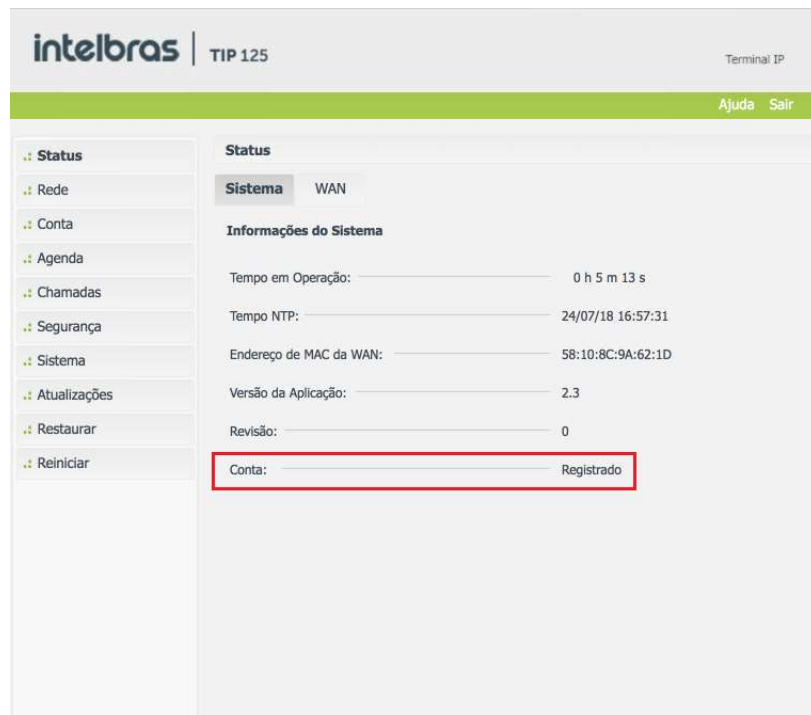 intelbras | TIP 125
Terminal IP
Ajuda Sair
Status
Rede
Conta
Agenda
Chamadas
Segurança
Sistema
Atualizações
Restaurar
Reiniciar
Status
Sistema WAN
Informações do Sistema
Tempo em Operação: 0 h 5 m 13 s
Tempo NTP: 24/07/18 16:57:31
Endereço de MAC da WAN: 58:10:8C:9A:62:1D
Versão da Aplicação: 2.3
Revisão: 0
Conta: Registrado